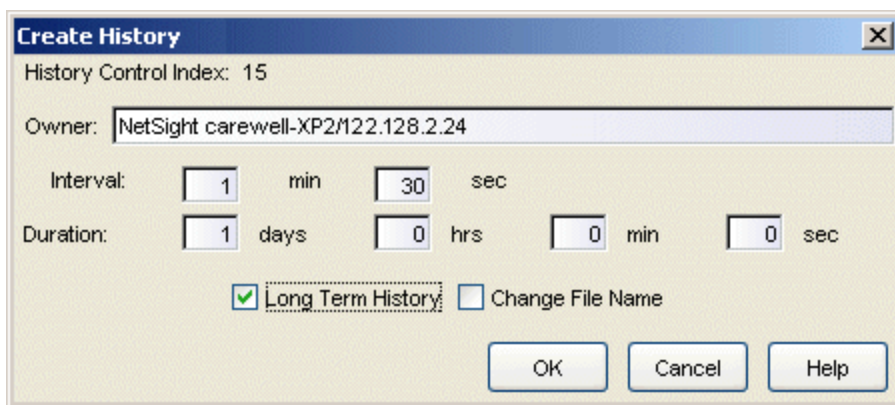 Create History
History Control Index: 15
Owner: NetSight carewell-XP2/122.128.2.24
Interval: 1 min 30 sec
Duration: 1 days 0 hrs 0 min 0 sec
Long Term History Change File Name
OK Cancel Help